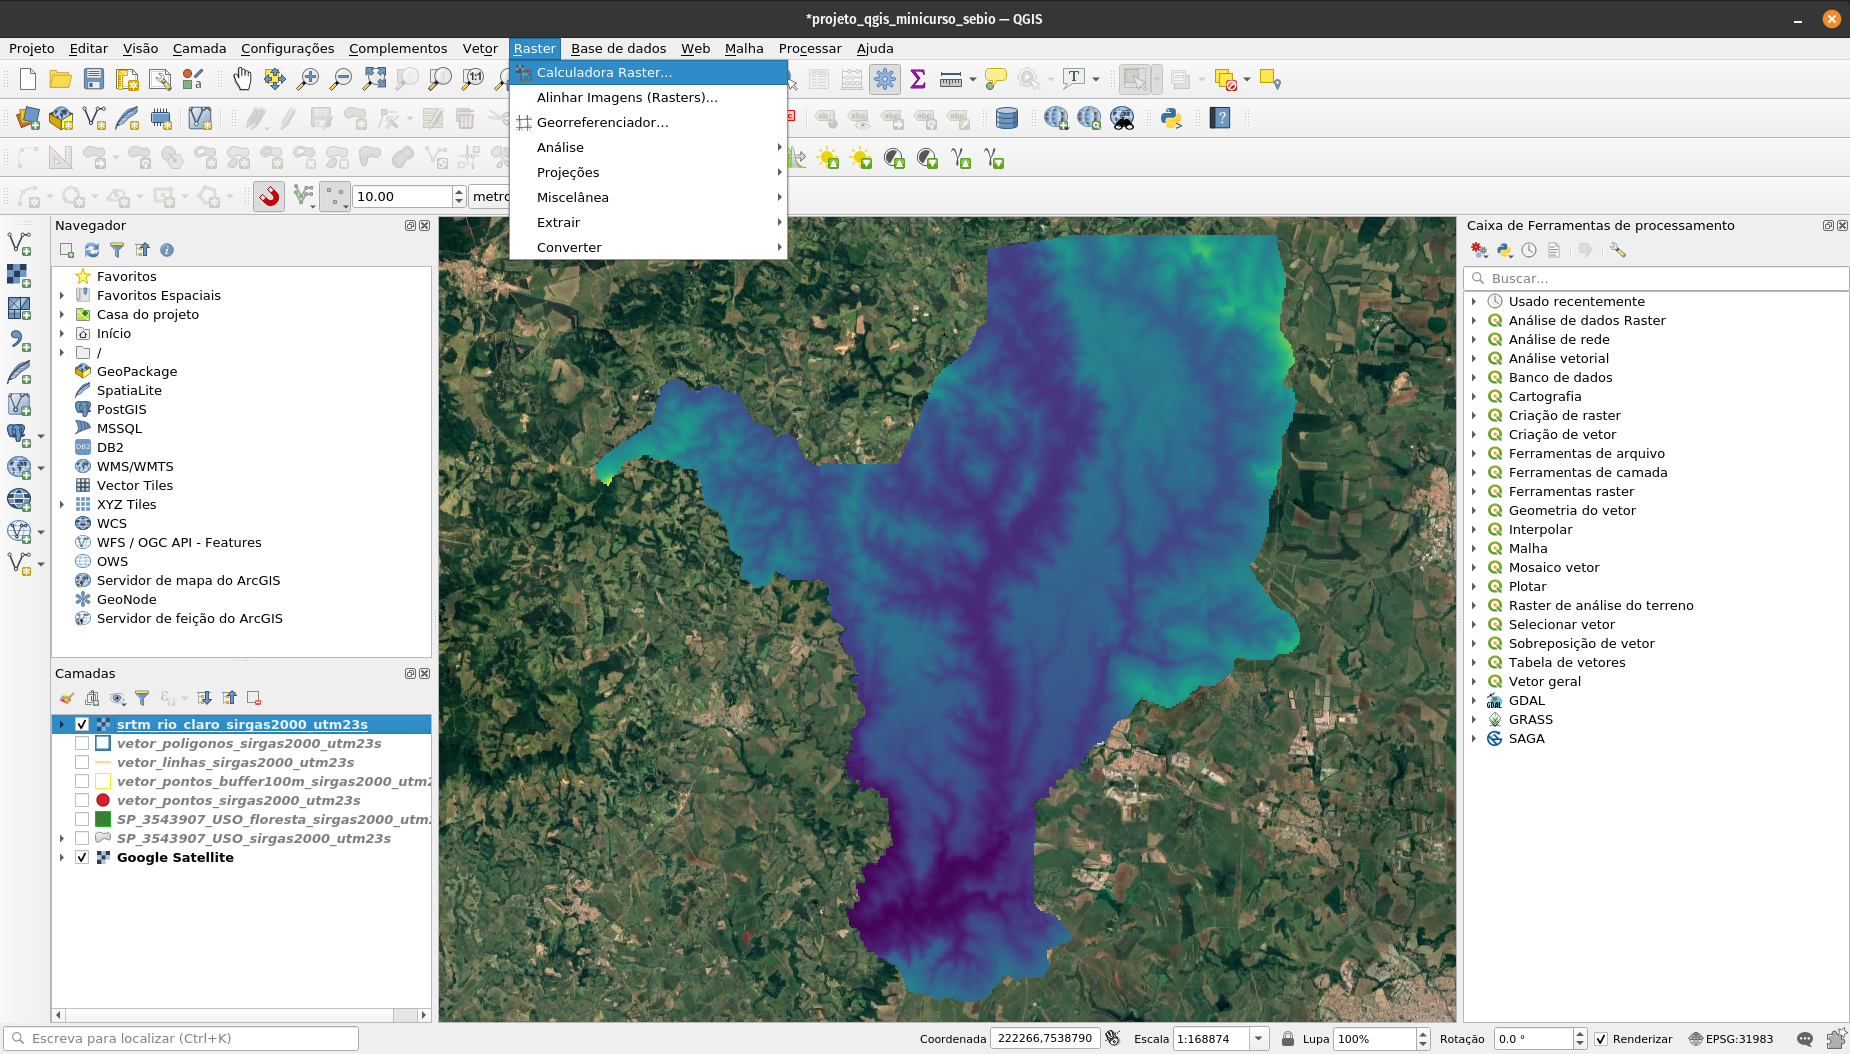 *projeto_qgis_minicurso_sebio — QGIS
Projeto Editar Visão Camada Configurações Complementos Vetor Raster Base de dados Web Malha Processar Ajuda
Calculadora Raster...
Alinhar Imagens (Rasters)...
Georreferenciador...
Análise
Projeções
Miscelânea
Extrair
Converter
10.00
metro
Navegador
Favoritos
Favoritos Espaciais
Casa do projeto
Início
/
GeoPackage
SpatiaLite
PostGIS
MSSQL
DB2
WMS/WMTS
Vector Tiles
XYZ Tiles
WCS
WFS / OGC API - Features
OWS
Servidor de mapa do ArcGIS
GeoNode
Servidor de feição do ArcGIS
Camadas
srtm_rio_claro_sirgas2000_utm23s
vetor_poligonos_sirgas2000_utm23s
vetor_linhas_sirgas2000_utm23s
vetor_pontos_buffer100m_sirgas2000_utm2
vetor_pontos_sirgas2000_utm23s
SP_3543907_USO_floresta_sirgas2000_utm2
SP_3543907_USO_sirgas2000_utm23s
Google Satellite
Caixa de Ferramentas de processamento
Buscar...
Usado recentemente
Análise de dados Raster
Análise de rede
Análise vetorial
Banco de dados
Cartografia
Criação de raster
Criação de vetor
Ferramentas de arquivo
Ferramentas de camada
Ferramentas raster
Geometria do vetor
Interpolar
Malha
Mosaico vetor
Plotar
Raster de análise do terreno
Selecionar vetor
Sobreposição de vetor
Tabela de vetores
Vetor geral
GDAL
GRASS
SAGA
Escreva para localizar (Ctrl+K)
Coordenada 222266,7538790 Escala 1:168874 Lupa 100% Rotação 0.0 ° Renderizar EPSG:31983